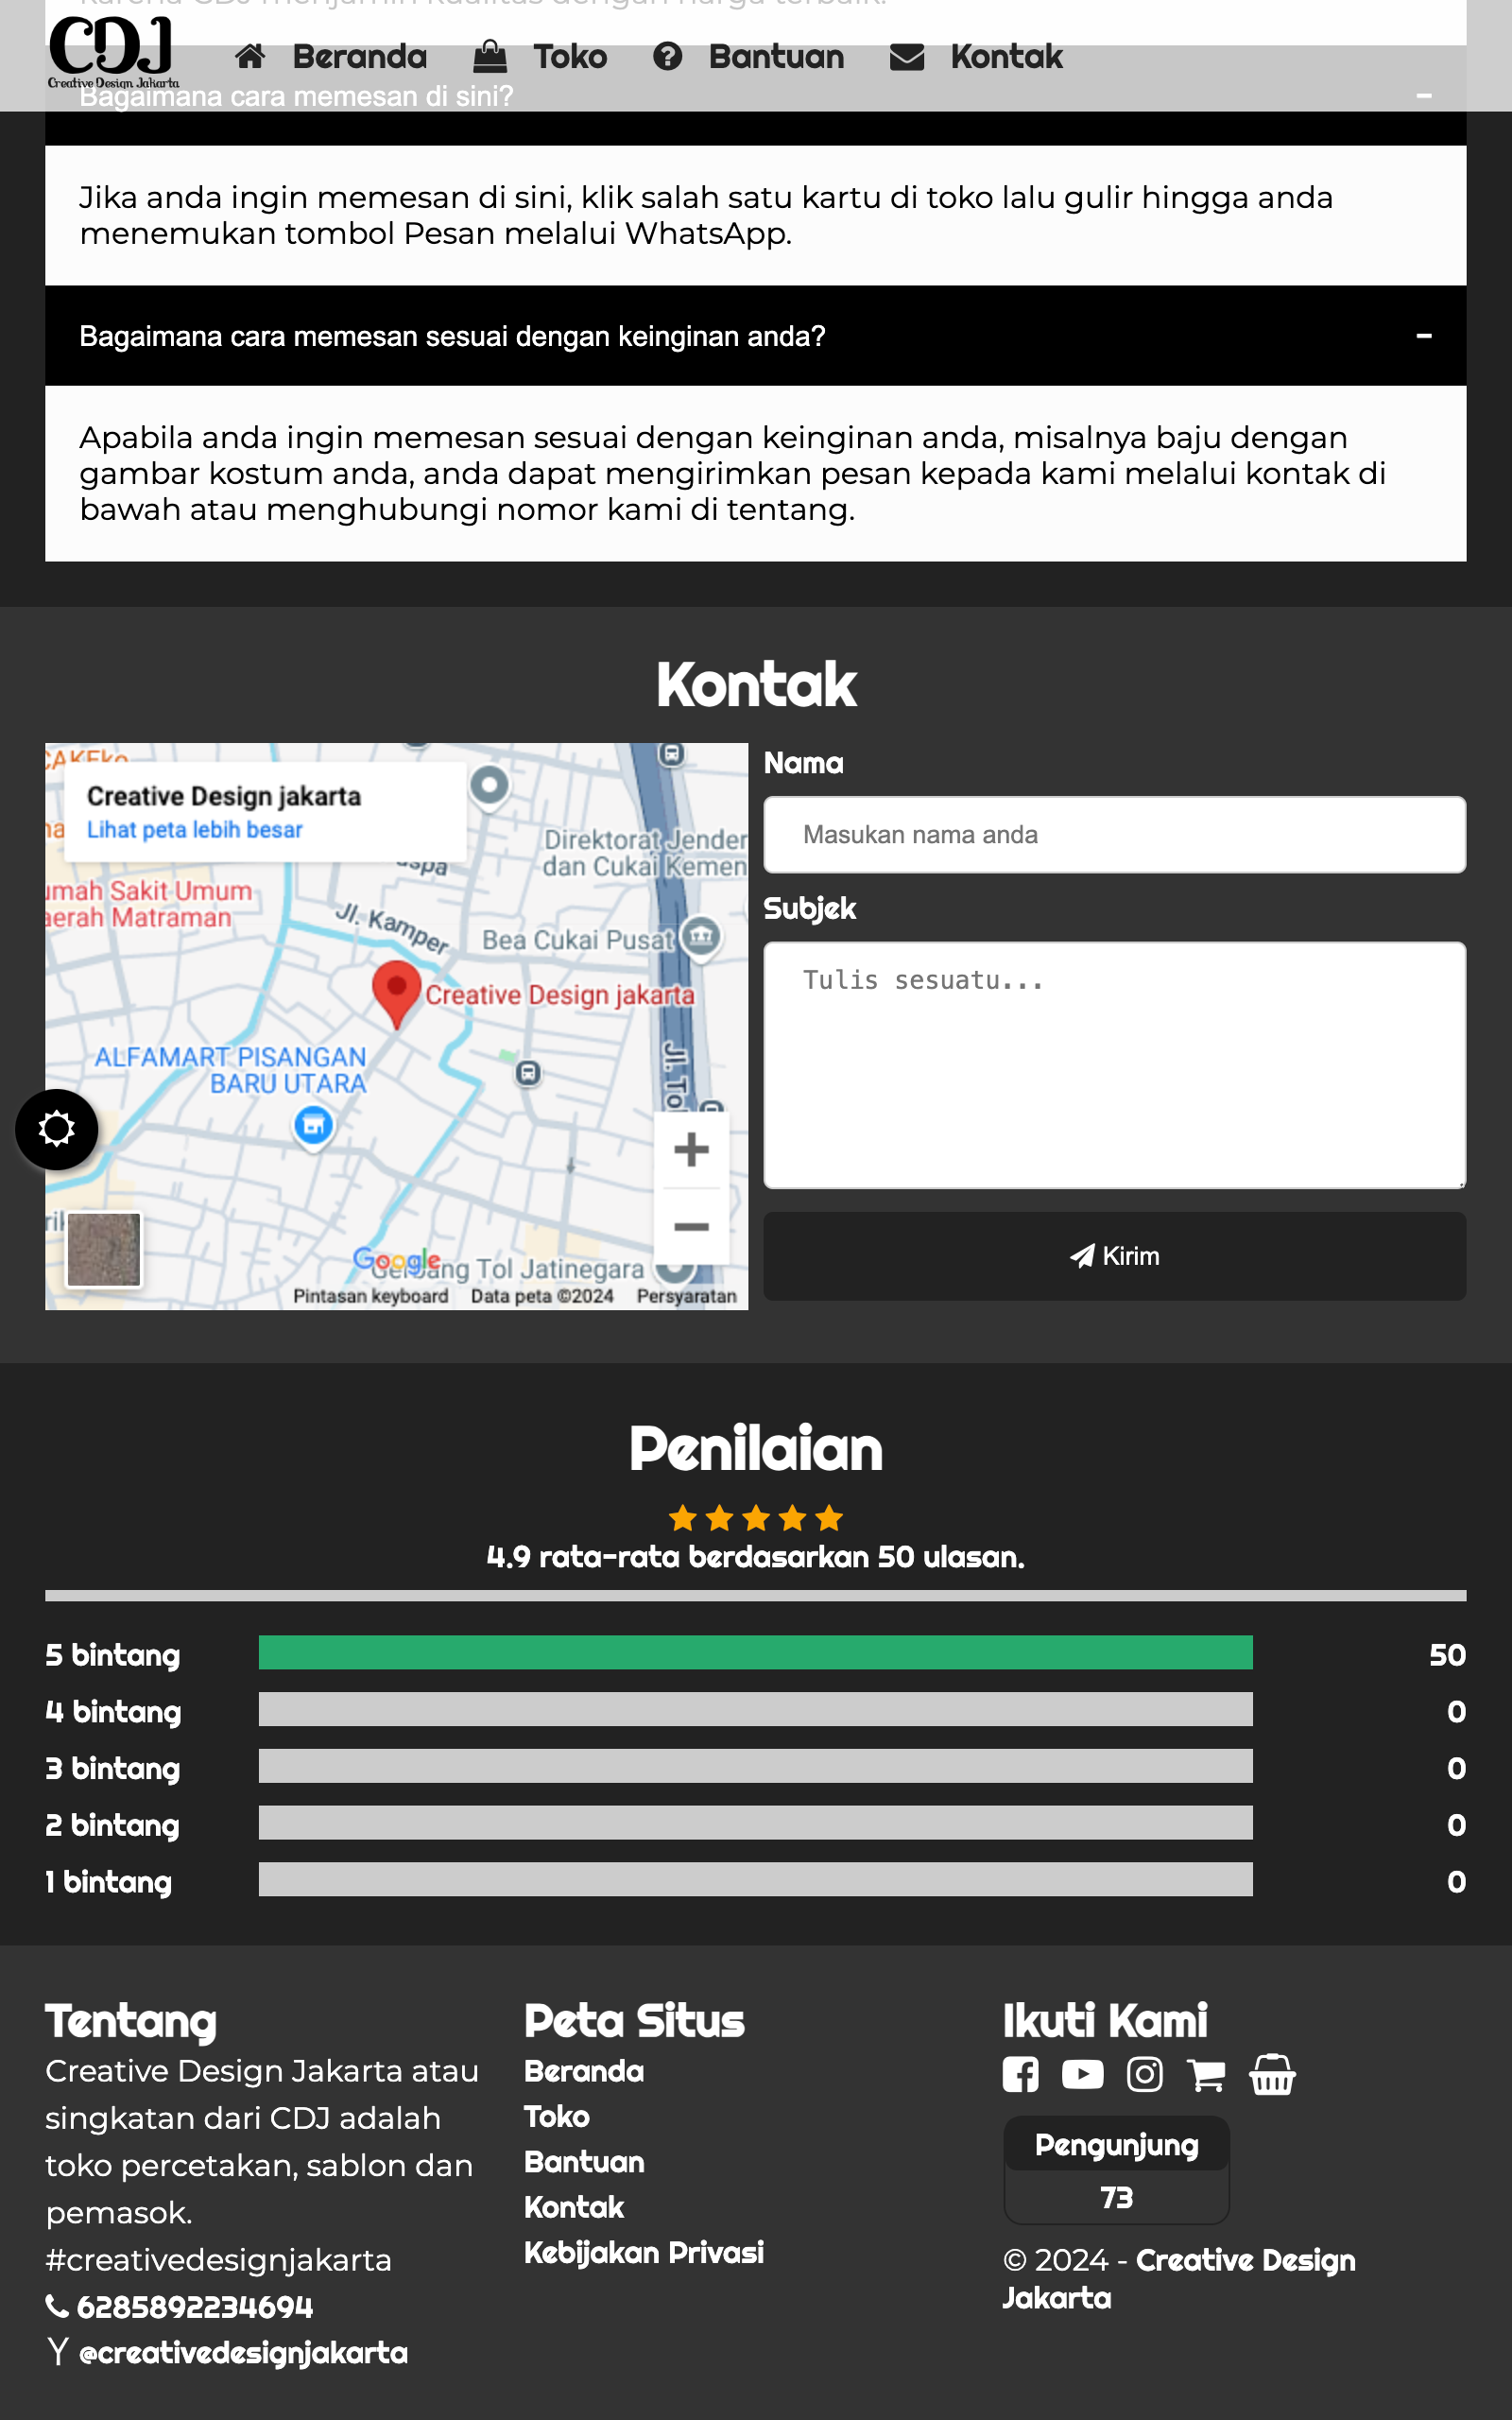 karena CDJ menjamin kualitas dengan harga terbaik.
CDJ
Creative Design Jakarta
Beranda
Toko
Bantuan
Kontak
Bagaimana cara memesan di sini?
Jika anda ingin memesan di sini, klik salah satu kartu di toko lalu gulir hingga anda
menemukan tombol Pesan melalui WhatsApp.
Bagaimana cara memesan sesuai dengan keinginan anda?
Apabila anda ingin memesan sesuai dengan keinginan anda, misalnya baju dengan
gambar kostum anda, anda dapat mengirimkan pesan kepada kami melalui kontak di
bawah atau menghubungi nomor kami di tentang.
Kontak
Creative Design jakarta
Lihat peta lebih besar
Direktorat Jender
dan Cukai Kemen
umah Sakit Umum
aerah Matraman
Jl. Kamper
Bea Cukai Pusat
Creative Design jakarta
ALFAMART PISANGAN
BARU UTARA
Jl. Tol
Google
Gerbang Tol Jatinegara
Pintasan keyboard
Data peta ©2024
Persyaratan
Nama
Masukan nama anda
Subjek
Tulis sesuatu...
Kirim
Penilaian
4.9 rata-rata berdasarkan 50 ulasan.
5 bintang 50
4 bintang 0
3 bintang 0
2 bintang 0
1 bintang 0
Tentang
Creative Design Jakarta atau
singkatan dari CDJ adalah
toko percetakan, sablon dan
pemasok.
#creativedesignjakarta
6285892234694
@creativedesignjakarta
Peta Situs
Beranda
Toko
Bantuan
Kontak
Kebijakan Privasi
Ikuti Kami
Pengunjung
73
© 2024 - Creative Design
Jakarta